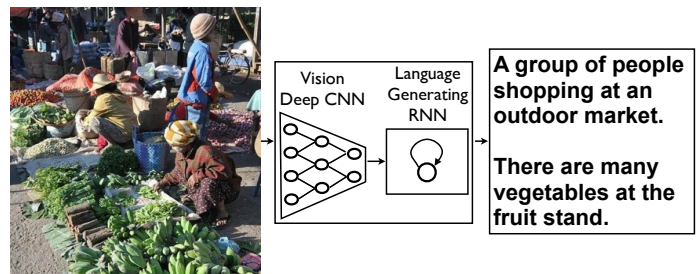 Vision
Deep CNN
Language
Generating
RNN
A group of people
shopping at an
outdoor market.
There are many
vegetables at the
fruit stand.